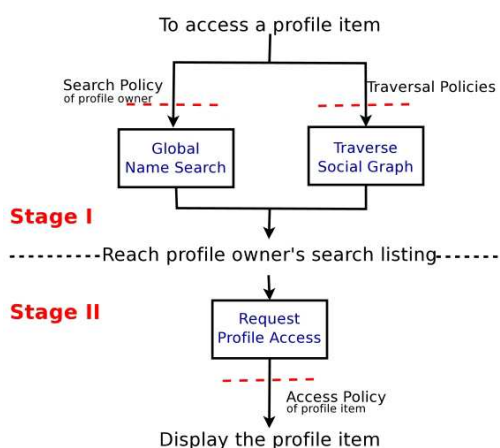 To access a profile item
Search Policy
of profile owner
Traversal Policies
Global
Name Search
Traverse
Social Graph
Stage I
Reach profile owner's search listing
Stage II
Request
Profile Access
Access Policy
of profile item
Display the profile item